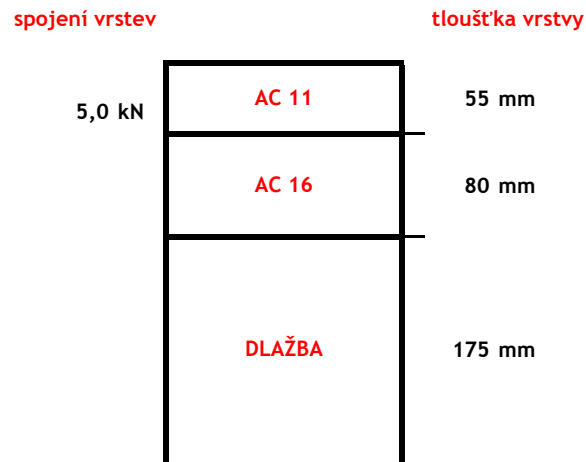 spojení vrstev tloušťka vrstvy
AC 11 55 mm
5,0 kN
AC 16 80 mm
DLAŽBA 175 mm